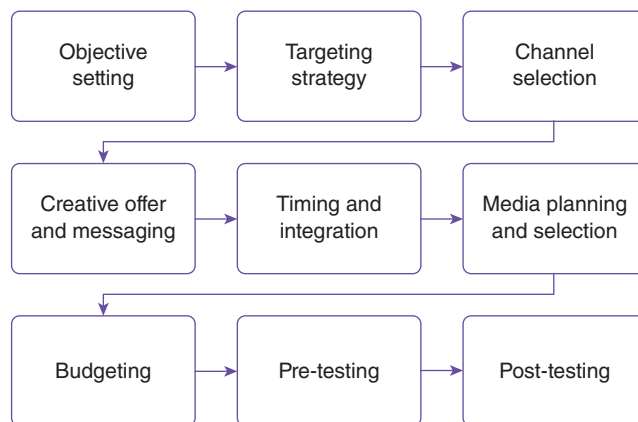 Objective
setting
Targeting
strategy
Channel
selection
Creative offer
and messaging
Timing and
integration
Media planning
and selection
Budgeting
Pre-testing
Post-testing